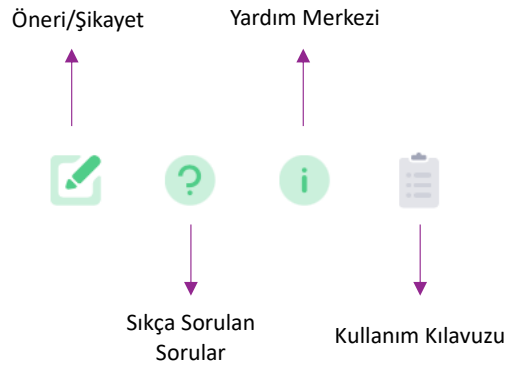 Öneri/Şikayet
Yardım Merkezi
Sıkça Sorulan
Sorular
Kullanım Kılavuzu